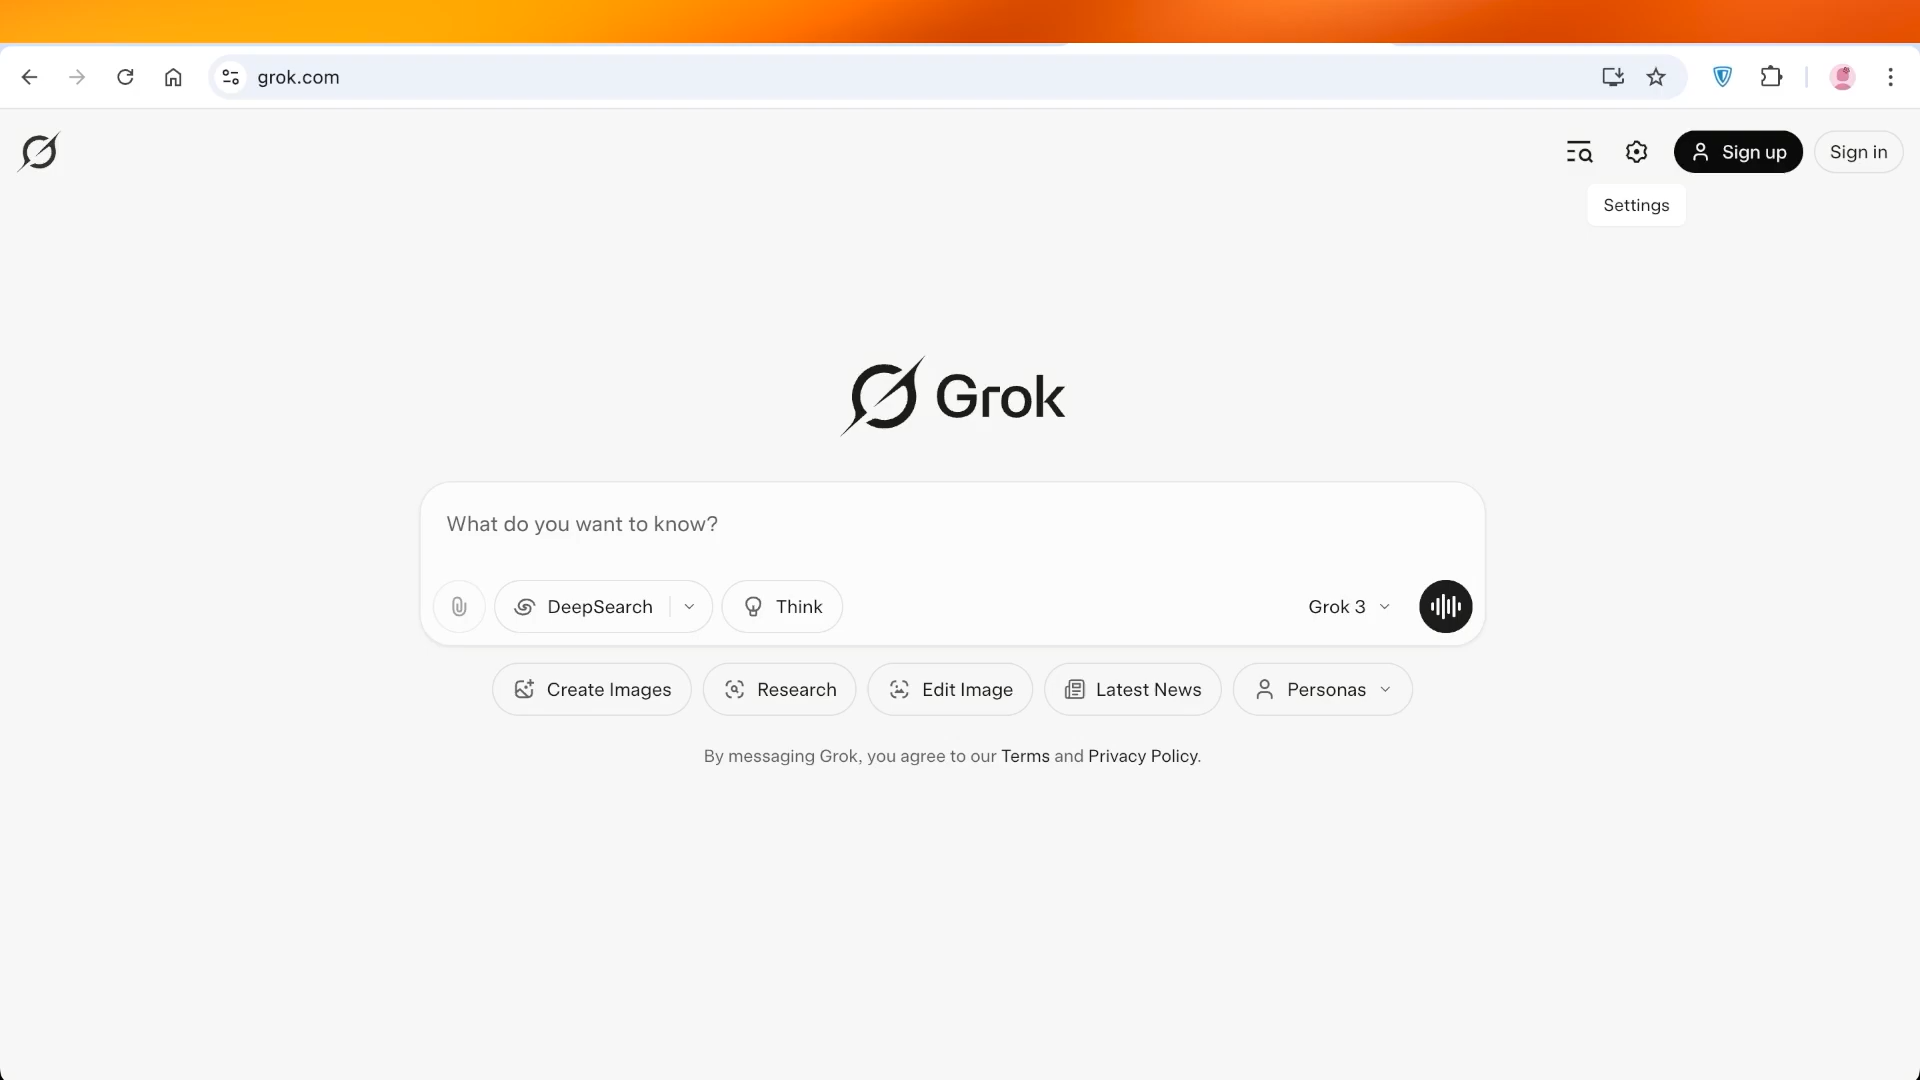 grok.com
Sign up
Sign in
Settings
Grok
What do you want to know?
DeepSearch
Think
Grok 3
Create Images
Research
Edit Image
Latest News
Personas
By messaging Grok, you agree to our Terms and Privacy Policy.